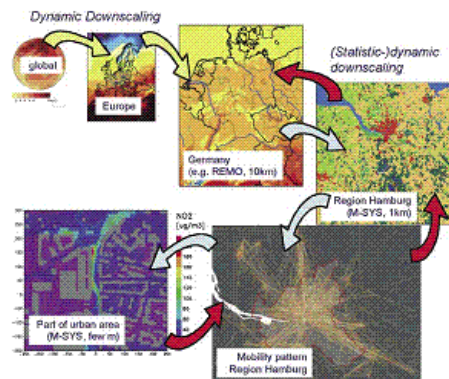 Dynamic Downscaling
(Statistic-)dynamic
downscaling
global
Europe
Germany
(e.g. REMO, 10km)
Region Hamburg
(M-SYS, 1km)
NO2
[ug/m3]
Part of urban area
(M-SYS, few m)
Mobility pattern
Region Hamburg